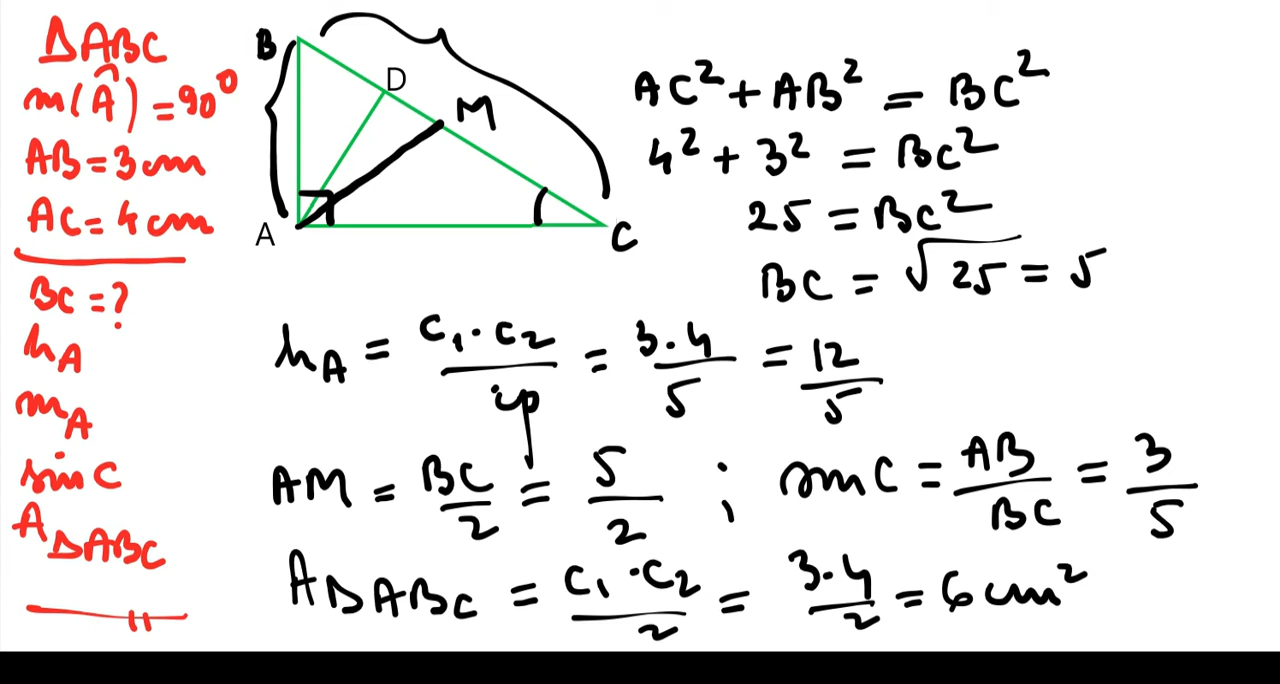 ΔABC
m(Â) = 90°
AB = 3 cm
AC = 4 cm
BC = ?
hA
mA
sin C
AΔABC
B
D
M
A
C
AC² + AB² = BC²
4² + 3² = BC²
25 = BC²
BC = √25 = 5
hA = c₁·c₂/ip = 3·4/5 = 12/5
AM = BC/2 = 5/2 ; sin C = AB/BC = 3/5
AΔABC = c₁·c₂/2 = 3·4/2 = 6 cm²